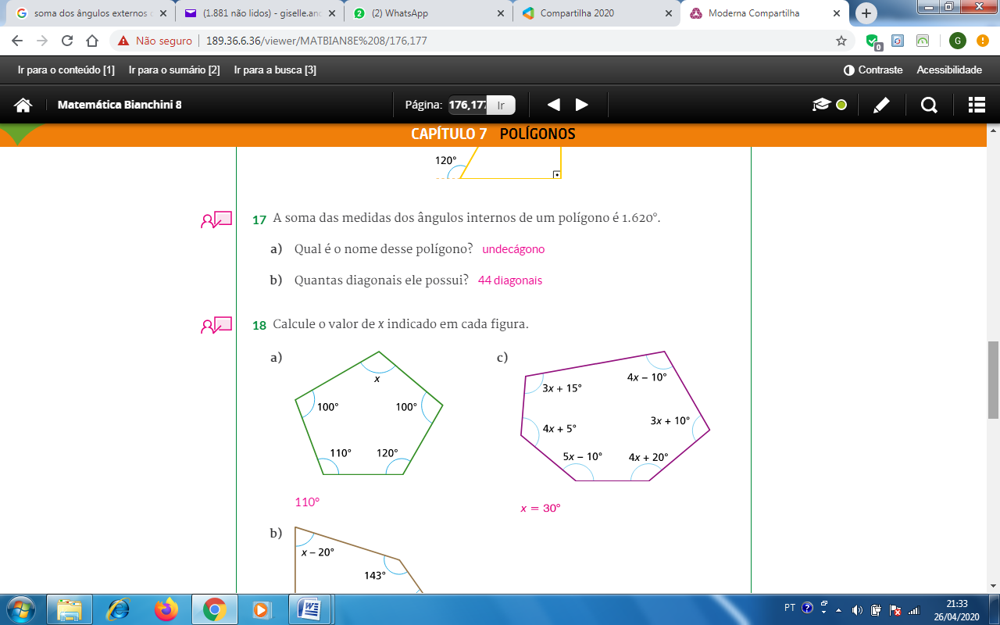 soma dos ângulos externos
(1.881 não lidos) - giselle.an
(2) WhatsApp
Compartilha 2020
Moderna Compartilha
Não seguro
189.36.6.36/viewer/MATBIAN8E%208/176,177
0
G
Ir para o conteúdo [1]
Ir para o sumário [2]
Ir para a busca [3]
Contraste
Acessibilidade
Matemática Bianchini 8
Página:
176,177
Ir
CAPÍTULO 7 POLÍGONOS
120°
17 A soma das medidas dos ângulos internos de um polígono é 1.620°.
a) Qual é o nome desse polígono? undecágono
b) Quantas diagonais ele possui? 44 diagonais
18 Calcule o valor de x indicado em cada figura.
a)
x
100°
100°
110°
120°
110°
c)
3x + 15°
4x – 10°
4x + 5°
3x + 10°
5x – 10°
4x + 20°
x = 30°
b)
x – 20°
143°
PT
21:33
26/04/2020